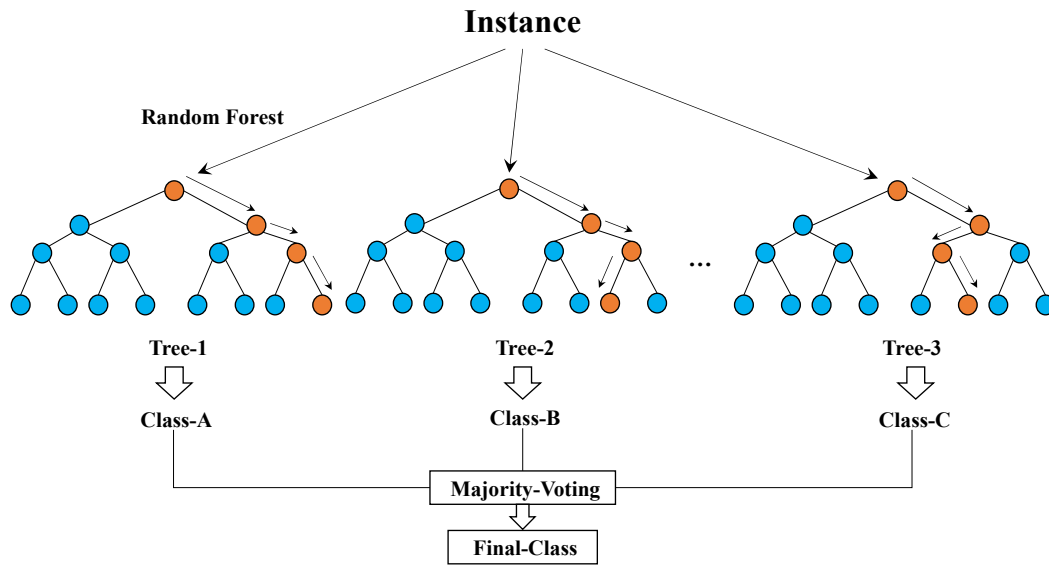 Instance
Random Forest
...
Tree-1
Tree-2
Tree-3
Class-A
Class-B
Class-C
Majority-Voting
Final-Class